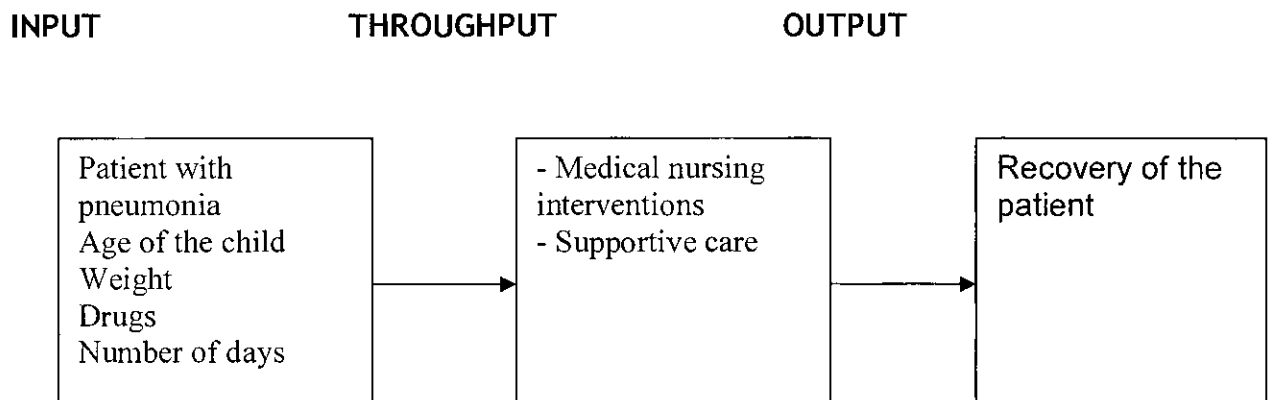 INPUT THROUGHPUT OUTPUT
Patient with
pneumonia
Age of the child
Weight
Drugs
Number of days
- Medical nursing
interventions
- Supportive care
Recovery of the
patient